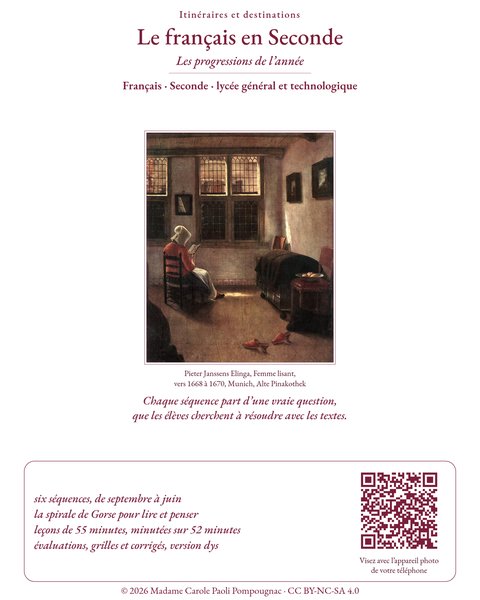 Itinéraires et destinations
Le français en Seconde
Les progressions de l’année
Français · Seconde · lycée général et technologique
Pieter Janssens Elinga, Femme lisant,
vers 1668 à 1670, Munich, Alte Pinakothek
Chaque séquence part d’une vraie question,
que les élèves cherchent à résoudre avec les textes.
six séquences, de septembre à juin
la spirale de Gorse pour lire et penser
leçons de 55 minutes, minutées sur 52 minutes
évaluations, grilles et corrigés, version dys
Visez avec l’appareil photo
de votre téléphone
© 2026 Madame Carole Paoli Pompougnac · CC BY-NC-SA 4.0